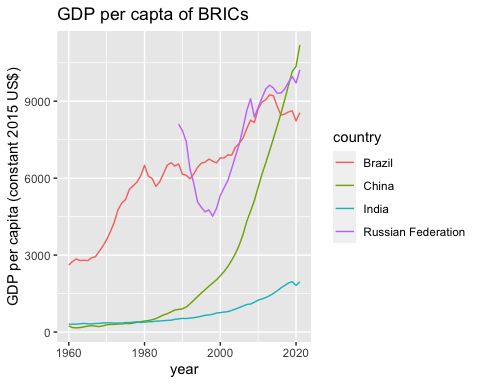 GDP per capta of BRICs
GDP per capita (constant 2015 US$)
9000
6000
3000
0
1960
1980
2000
2020
year
country
Brazil
China
India
Russian Federation